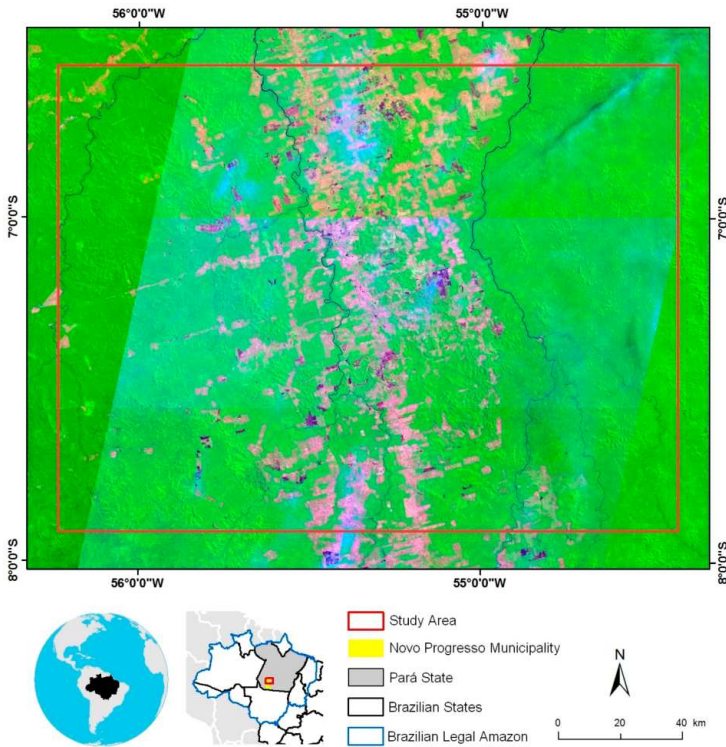 56°0'0"W 55°0'0"W
7°0'0"S 7°0'0"S
8°0'0"S 8°0'0"S
56°0'0"W 55°0'0"W
Study Area
Novo Progresso Municipality
Pará State
Brazilian States
Brazilian Legal Amazon
N
0 20 40 km